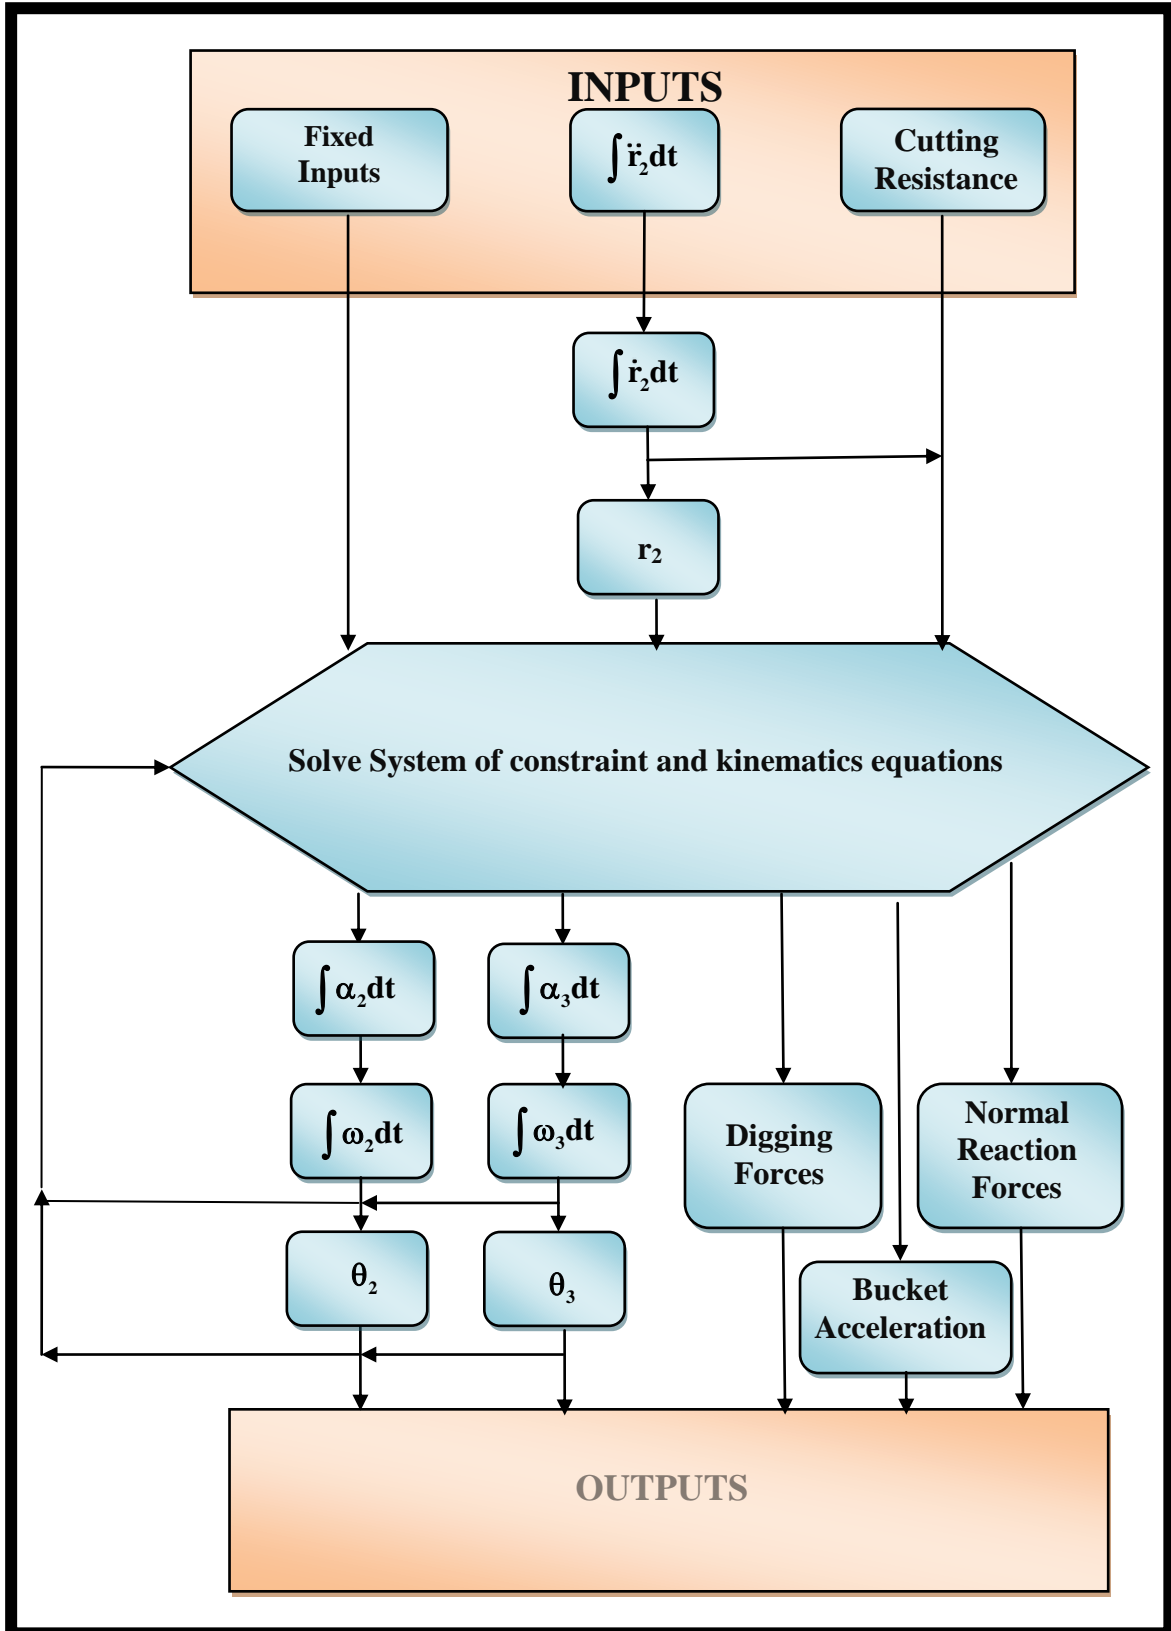 INPUTS
Fixed
Inputs
∫r̈₂dt
Cutting
Resistance
∫ṙ₂dt
r₂
Solve System of constraint and kinematics equations
∫α₂dt
∫α₃dt
∫ω₂dt
∫ω₃dt
Digging
Forces
Normal
Reaction
Forces
θ₂
θ₃
Bucket
Acceleration
OUTPUTS